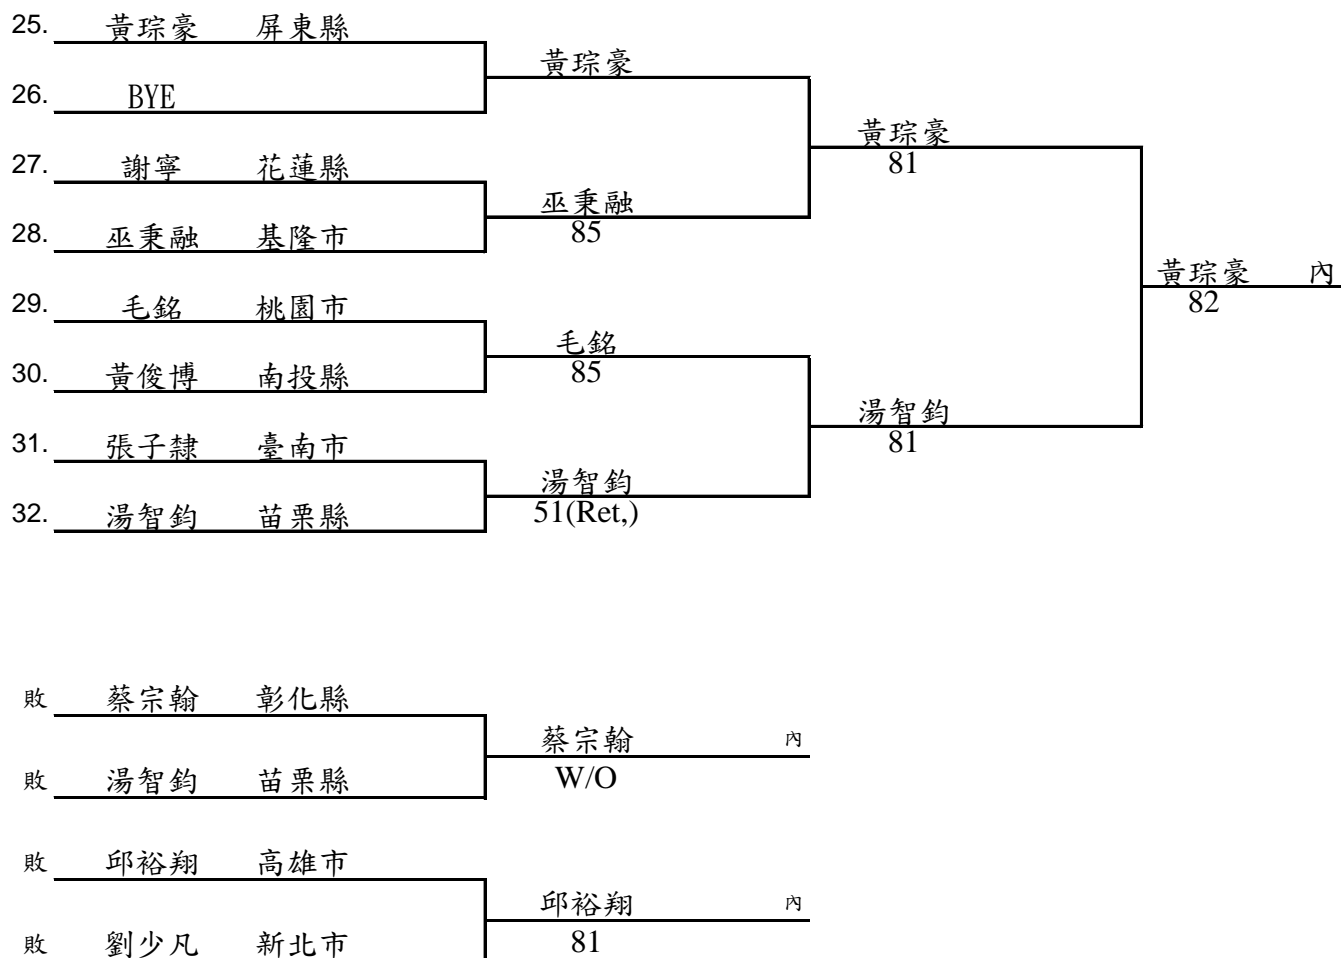 25. 黃琮豪 屏東縣
黃琮豪
26. BYE
黃琮豪
81
27. 謝寧 花蓮縣
巫秉融
85
28. 巫秉融 基隆市
黃琮豪 內
82
29. 毛銘 桃園市
毛銘
85
30. 黃俊博 南投縣
湯智鈞
81
31. 張子隸 臺南市
湯智鈞
51(Ret,)
32. 湯智鈞 苗栗縣
敗 蔡宗翰 彰化縣
蔡宗翰 內
W/O
敗 湯智鈞 苗栗縣
敗 邱裕翔 高雄市
邱裕翔 內
81
敗 劉少凡 新北市